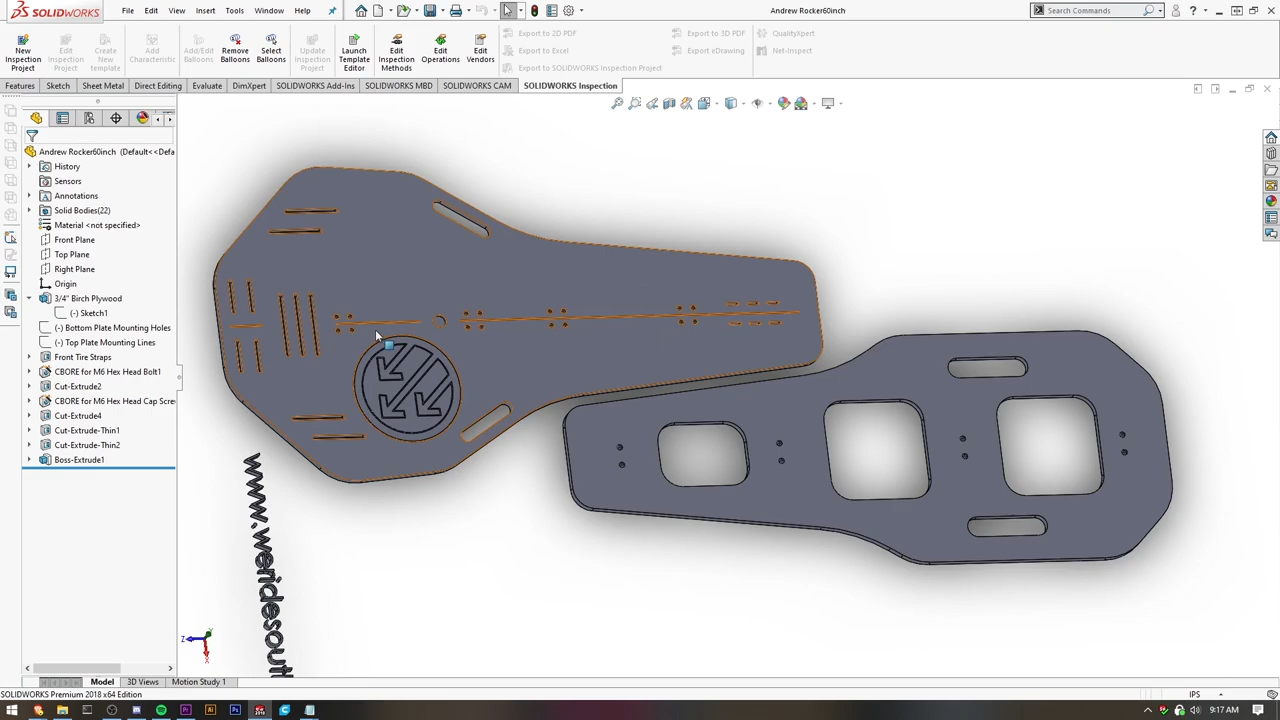 SOLIDWORKS
File Edit View Insert Tools Window Help
Andrew Rocker60inch
Search Commands
New Inspection Project
Edit Inspection Project
Create New template
Add Characteristic
Add/Edit Balloons
Remove Balloons
Select Balloons
Update Inspection Project
Launch Template Editor
Edit Inspection Methods
Edit Operations
Edit Vendors
Export to 2D PDF
Export to Excel
Export to SOLIDWORKS Inspection Project
Export to 3D PDF
Export eDrawing
QualityXpert
Net-Inspect
Features Sketch Sheet Metal Direct Editing Evaluate DimXpert SOLIDWORKS Add-Ins SOLIDWORKS MBD SOLIDWORKS CAM SOLIDWORKS Inspection
Andrew Rocker60inch (Default<<Defa
History
Sensors
Annotations
Solid Bodies(22)
Material <not specified>
Front Plane
Top Plane
Right Plane
Origin
3/4" Birch Plywood
(-) Sketch1
(-) Bottom Plate Mounting Holes
(-) Top Plate Mounting Lines
Front Tire Straps
CBORE for M6 Hex Head Bolt1
Cut-Extrude2
CBORE for M6 Hex Head Cap Scre
Cut-Extrude4
Cut-Extrude-Thin1
Cut-Extrude-Thin2
Boss-Extrude1
www.weridesout
Z Y X
Model 3D Views Motion Study 1
SOLIDWORKS Premium 2018 x64 Edition
IPS
9:17 AM